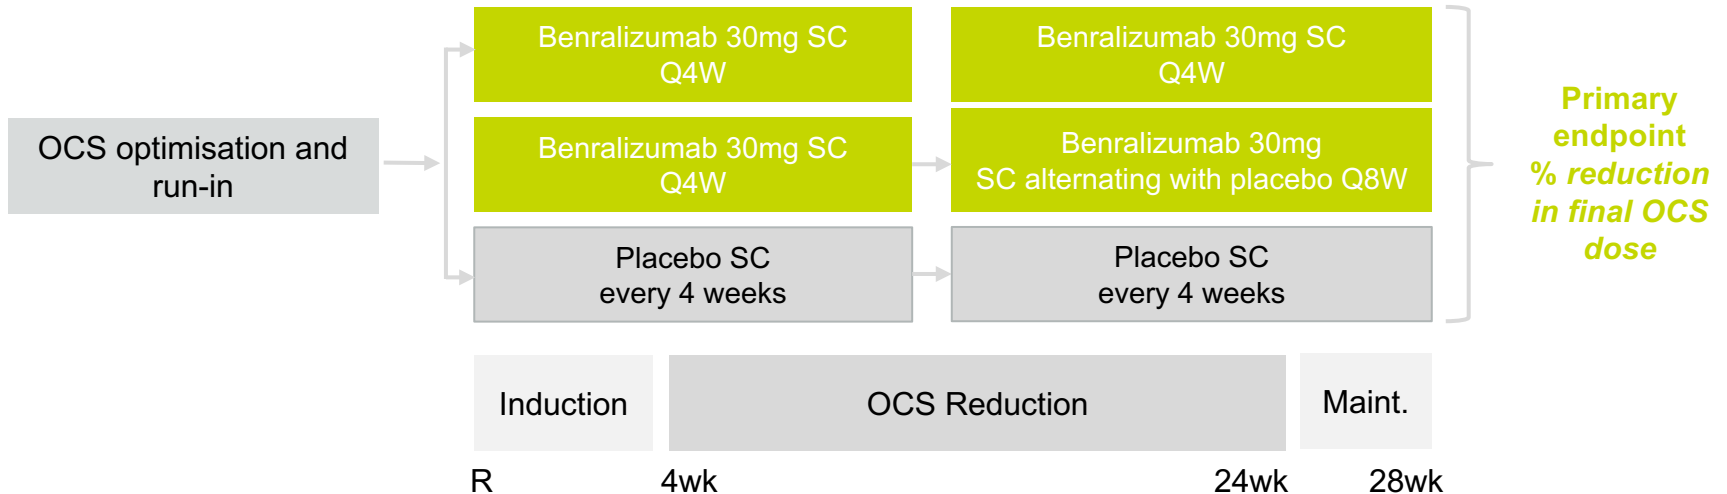 OCS optimisation and
run-in
Benralizumab 30mg SC
Q4W
Benralizumab 30mg SC
Q4W
Benralizumab 30mg SC
Q4W
Benralizumab 30mg
SC alternating with placebo Q8W
Placebo SC
every 4 weeks
Placebo SC
every 4 weeks
Primary
endpoint
% reduction
in final OCS
dose
Induction
OCS Reduction
Maint.
R
4wk
24wk
28wk